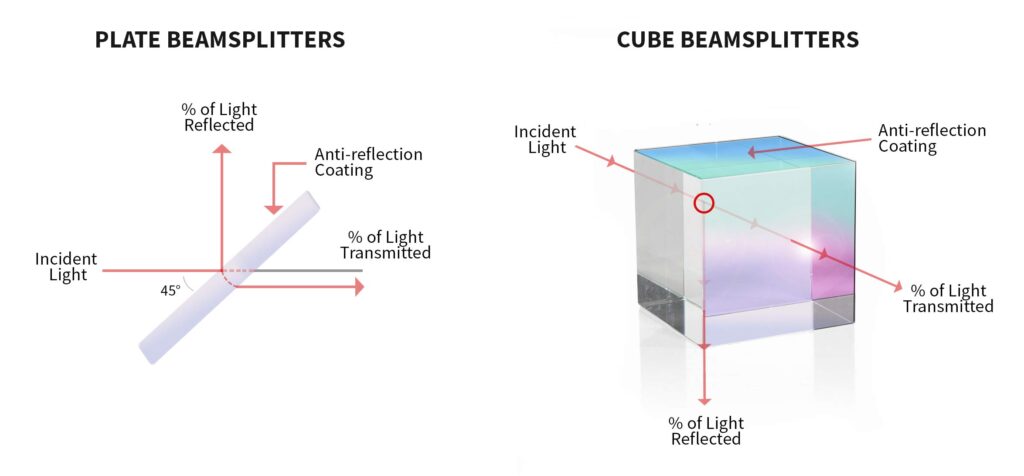 PLATE BEAMSPLITTERS
% of Light
Reflected
Anti-reflection
Coating
% of Light
Transmitted
Incident
Light
45°
CUBE BEAMSPLITTERS
Incident
Light
Anti-reflection
Coating
% of Light
Transmitted
% of Light
Reflected